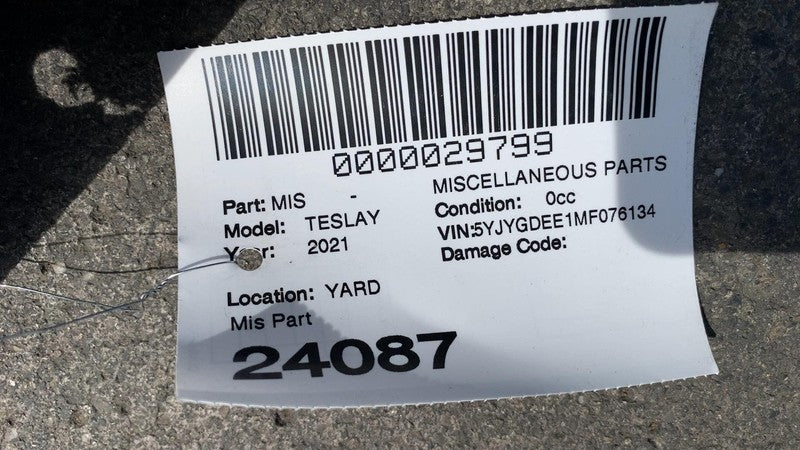 0000029799
Part: MIS - MISCELLANEOUS PARTS
Model: TESLAY Condition: 0cc
Year: 2021 VIN:5YJYGDEE1MF076134
Damage Code:
Location: YARD
Mis Part
24087